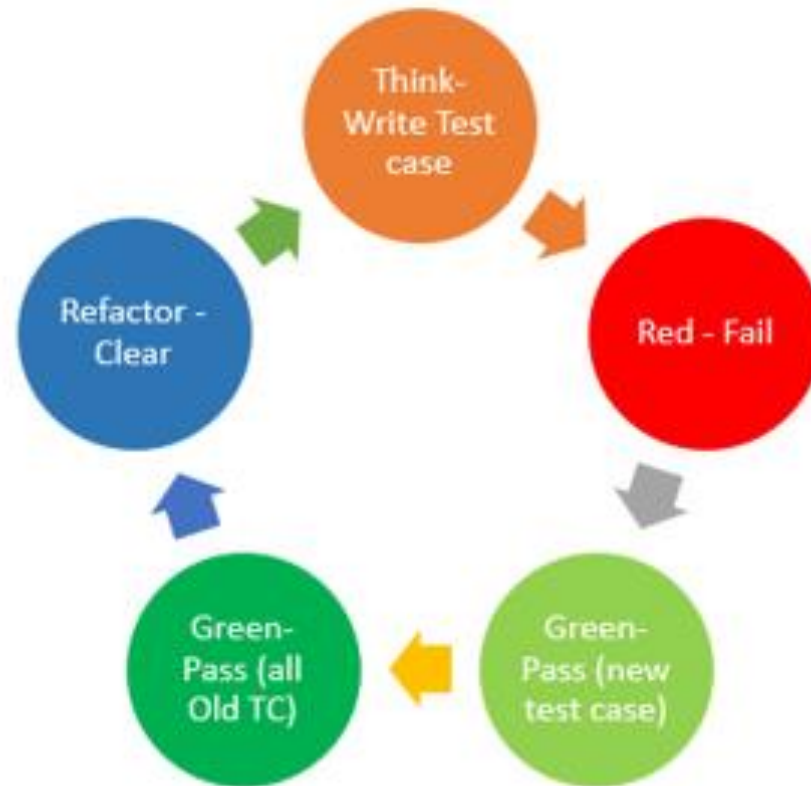 Think-
Write Test
case
Red - Fail
Green-
Pass (new
test case)
Green-
Pass (all
Old TC)
Refactor -
Clear